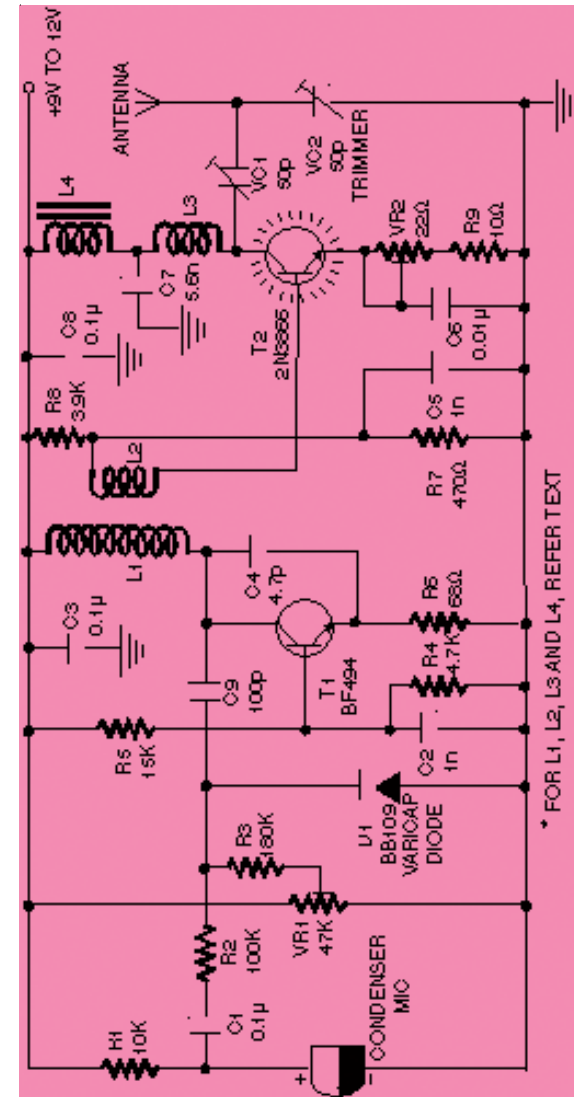 R1
10K
C1
0.1µ
+
-
CONDENSER
MIC
R2
100K
VR1
47K
R3
180K
D1
BB109
VARICAP
DIODE
R5
15K
C9
100p
C2
1n
R4
4.7K
T1
BF494
C3
0.1µ
L1
C4
4.7p
R6
68Ω
L2
R8
3.9K
R7
470Ω
C5
1n
C8
0.1µ
T2
2N3866
C7
5.6n
L3
L4
C6
0.01µ
VR2
22Ω
R9
10Ω
VC1
50p
VC2
50p
TRIMMER
ANTENNA
+9V TO 12V
* FOR L1, L2, L3 AND L4, REFER TEXT